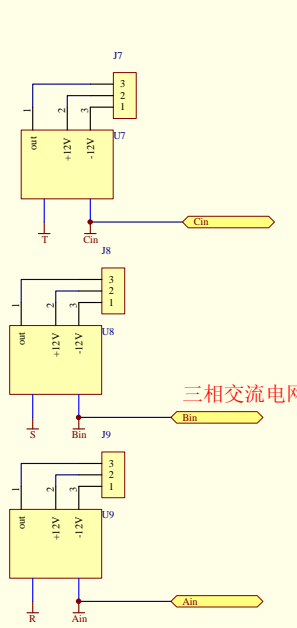 J7
3
2
1
1
2
3
U7
out
+12V
-12V
T
Cin
Cin
J8
3
2
1
1
2
3
U8
out
+12V
-12V
三相交流电网
S
Bin
Bin
J9
3
2
1
1
2
3
U9
out
+12V
-12V
R
Ain
Ain